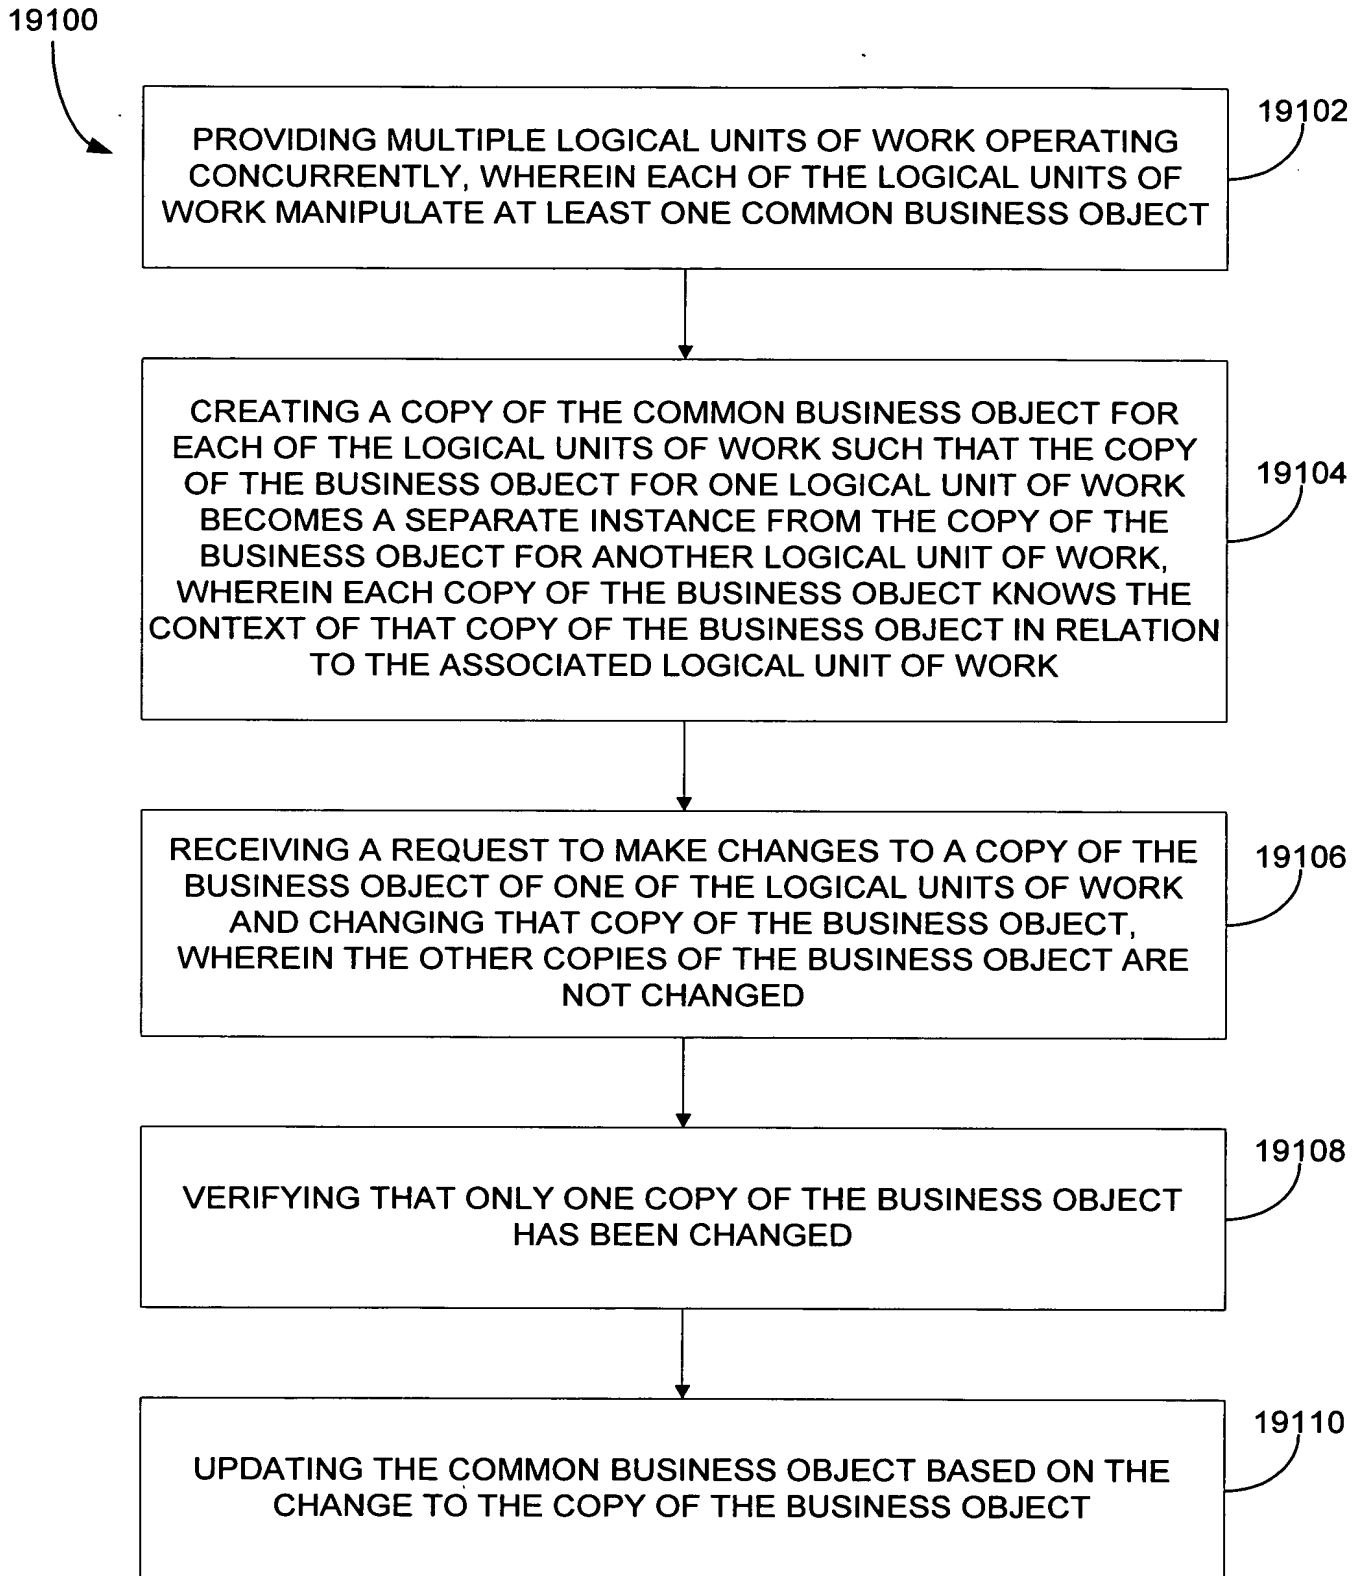 19100
19102
PROVIDING MULTIPLE LOGICAL UNITS OF WORK OPERATING
CONCURRENTLY, WHEREIN EACH OF THE LOGICAL UNITS OF
WORK MANIPULATE AT LEAST ONE COMMON BUSINESS OBJECT
19104
CREATING A COPY OF THE COMMON BUSINESS OBJECT FOR
EACH OF THE LOGICAL UNITS OF WORK SUCH THAT THE COPY
OF THE BUSINESS OBJECT FOR ONE LOGICAL UNIT OF WORK
BECOMES A SEPARATE INSTANCE FROM THE COPY OF THE
BUSINESS OBJECT FOR ANOTHER LOGICAL UNIT OF WORK,
WHEREIN EACH COPY OF THE BUSINESS OBJECT KNOWS THE
CONTEXT OF THAT COPY OF THE BUSINESS OBJECT IN RELATION
TO THE ASSOCIATED LOGICAL UNIT OF WORK
19106
RECEIVING A REQUEST TO MAKE CHANGES TO A COPY OF THE
BUSINESS OBJECT OF ONE OF THE LOGICAL UNITS OF WORK
AND CHANGING THAT COPY OF THE BUSINESS OBJECT,
WHEREIN THE OTHER COPIES OF THE BUSINESS OBJECT ARE
NOT CHANGED
19108
VERIFYING THAT ONLY ONE COPY OF THE BUSINESS OBJECT
HAS BEEN CHANGED
19110
UPDATING THE COMMON BUSINESS OBJECT BASED ON THE
CHANGE TO THE COPY OF THE BUSINESS OBJECT